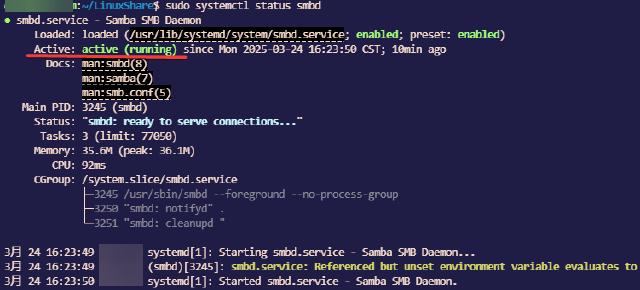 :~/LinuxShare$ sudo systemctl status smbd
● smbd.service - Samba SMB Daemon
Loaded: loaded (/usr/lib/systemd/system/smbd.service; enabled; preset: enabled)
Active: active (running) since Mon 2025-03-24 16:23:50 CST; 10min ago
Docs: man:smbd(8)
man:samba(7)
man:smb.conf(5)
Main PID: 3245 (smbd)
Status: "smbd: ready to serve connections..."
Tasks: 3 (limit: 77050)
Memory: 35.6M (peak: 36.1M)
CPU: 92ms
CGroup: /system.slice/smbd.service
├─3245 /usr/sbin/smbd --foreground --no-process-group
├─3250 "smbd: notifyd" .
└─3251 "smbd: cleanupd "
3月 24 16:23:49 systemd[1]: Starting smbd.service - Samba SMB Daemon...
3月 24 16:23:49 (smbd)[3245]: smbd.service: Referenced but unset environment variable evaluates to
3月 24 16:23:50 systemd[1]: Started smbd.service - Samba SMB Daemon.